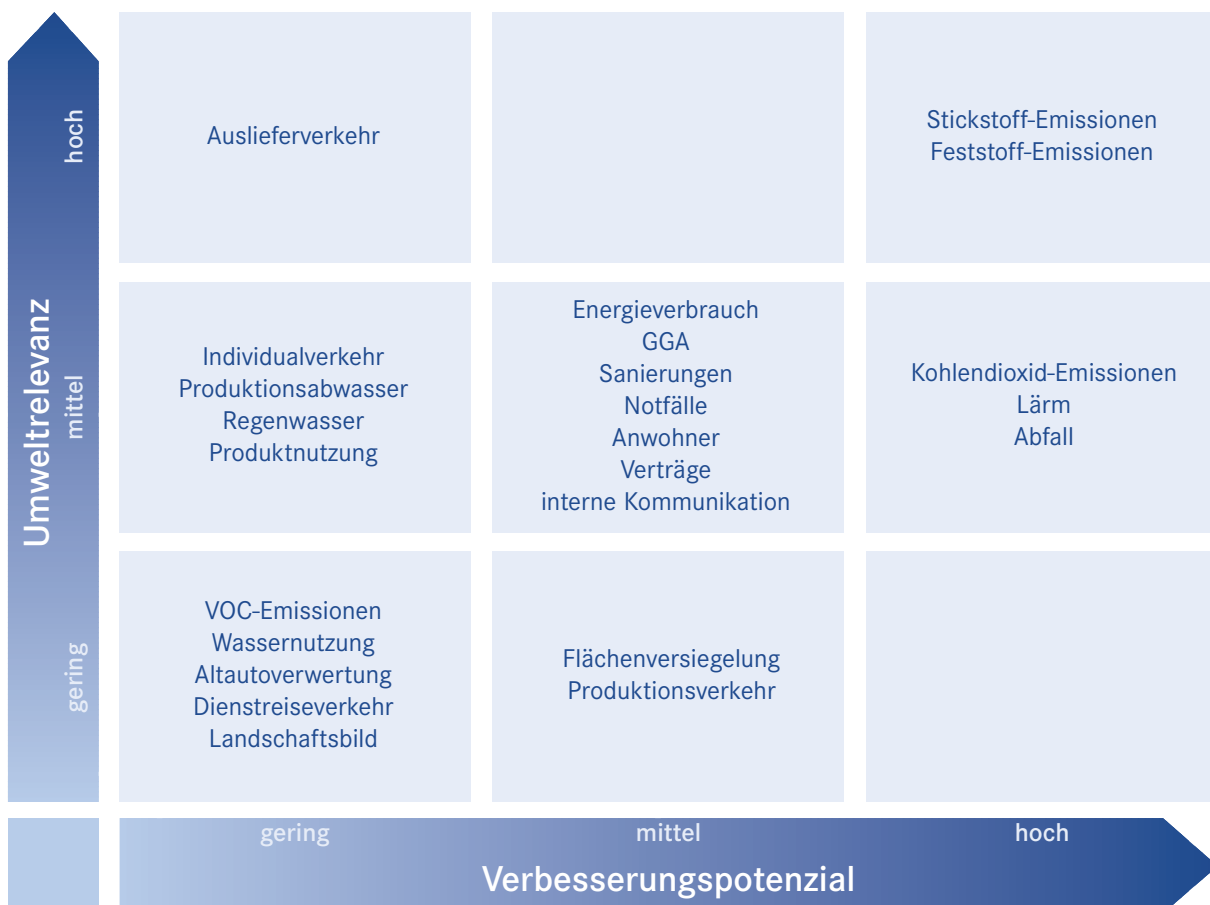 Umweltrelevanz
hoch
mittel
gering
Auslieferverkehr
Stickstoff-Emissionen
Feststoff-Emissionen
Individualverkehr
Produktionsabwasser
Regenwasser
Produktnutzung
Energieverbrauch
GGA
Sanierungen
Notfälle
Anwohner
Verträge
interne Kommunikation
Kohlendioxid-Emissionen
Lärm
Abfall
VOC-Emissionen
Wassernutzung
Altautoverwertung
Dienstreiseverkehr
Landschaftsbild
Flächenversiegelung
Produktionsverkehr
gering
mittel
hoch
Verbesserungspotenzial